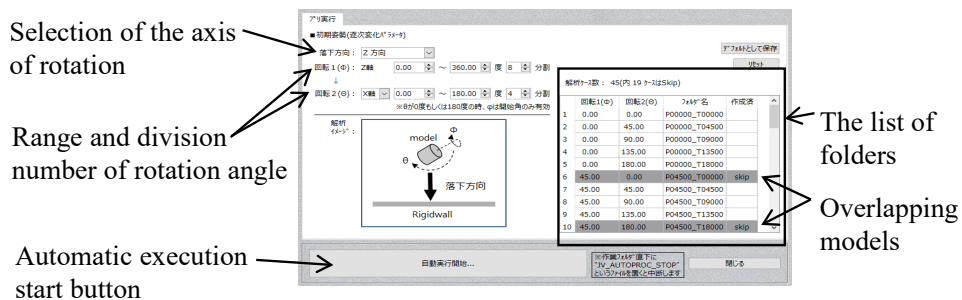 Selection of the axis
of rotation
Range and division
number of rotation angle
Automatic execution
start button
ｱﾌﾟﾘ実行
■初期姿勢(逐次変化ﾊﾟﾗﾒｰﾀ)
落下方向： Z 方向
回転１(Φ)： Z軸 0.00 ～ 360.00 度 8 分割
↓
回転２(Θ)： X軸 0.00 ～ 180.00 度 4 分割
※θが0度もしくは180度の時, φは開始角のみ有効
解析
ｲﾒｰｼﾞ：
model Φ
θ
落下方向
Rigidwall
ﾃﾞﾌｫﾙﾄとして保存
ﾘｾｯﾄ
解析ｹｰｽ数： 45(内 19 ｹｰｽはSkip)
回転1(Φ) 回転2(Θ) ﾌｫﾙﾀﾞ名 作成済
1 0.00 0.00 P00000_T00000
2 0.00 45.00 P00000_T04500
3 0.00 90.00 P00000_T09000
4 0.00 135.00 P00000_T13500
5 0.00 180.00 P00000_T18000
6 45.00 0.00 P04500_T00000 skip
7 45.00 45.00 P04500_T04500
8 45.00 90.00 P04500_T09000
9 45.00 135.00 P04500_T13500
10 45.00 180.00 P04500_T18000 skip
自動実行開始...
※作業ﾌｫﾙﾀﾞ直下に
"JV_AUTOPROC_STOP"
というﾌｧｲﾙを置くと中断
します
閉じる
The list of
folders
Overlapping
models